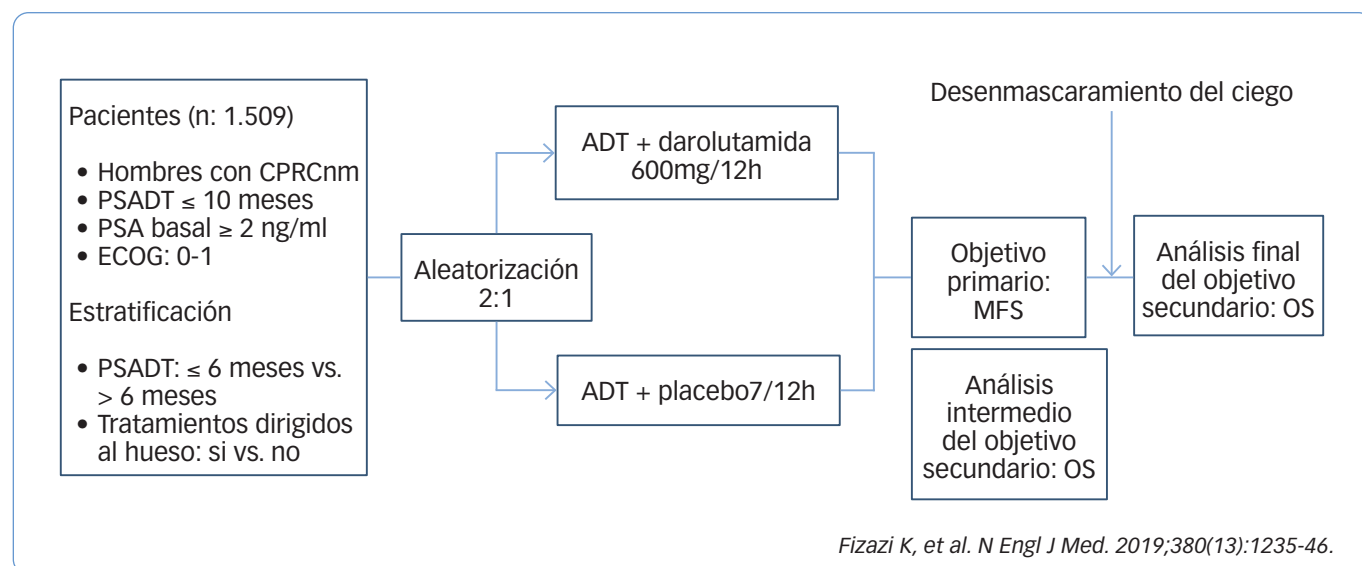 Pacientes (n: 1.509)
• Hombres con CPRCnm
• PSADT ≤ 10 meses
• PSA basal ≥ 2 ng/ml
• ECOG: 0-1
Estratificación
• PSADT: ≤ 6 meses vs.
> 6 meses
• Tratamientos dirigidos
al hueso: si vs. no
Aleatorización
2:1
ADT + darolutamida
600mg/12h
ADT + placebo7/12h
Objetivo
primario:
MFS
Análisis
intermedio
del objetivo
secundario: OS
Desenmascaramiento del ciego
Análisis final
del objetivo
secundario: OS
Fizazi K, et al. N Engl J Med. 2019;380(13):1235-46.